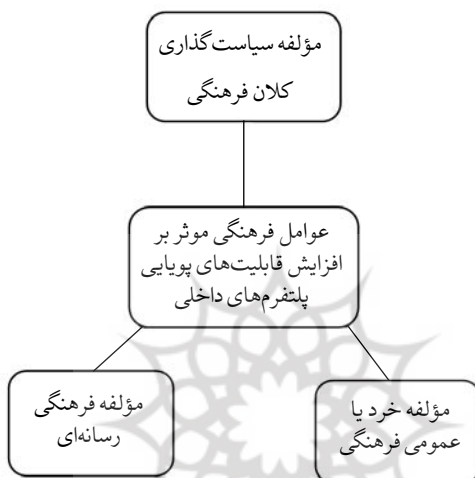 مؤلفه سیاست‌گذاری
کلان فرهنگی
عوامل فرهنگی موثر بر
افزایش قابلیت‌های پویایی
پلتفرم‌های داخلی
مؤلفه خرد یا
عمومی فرهنگی
مؤلفه فرهنگی
رسانه‌ای